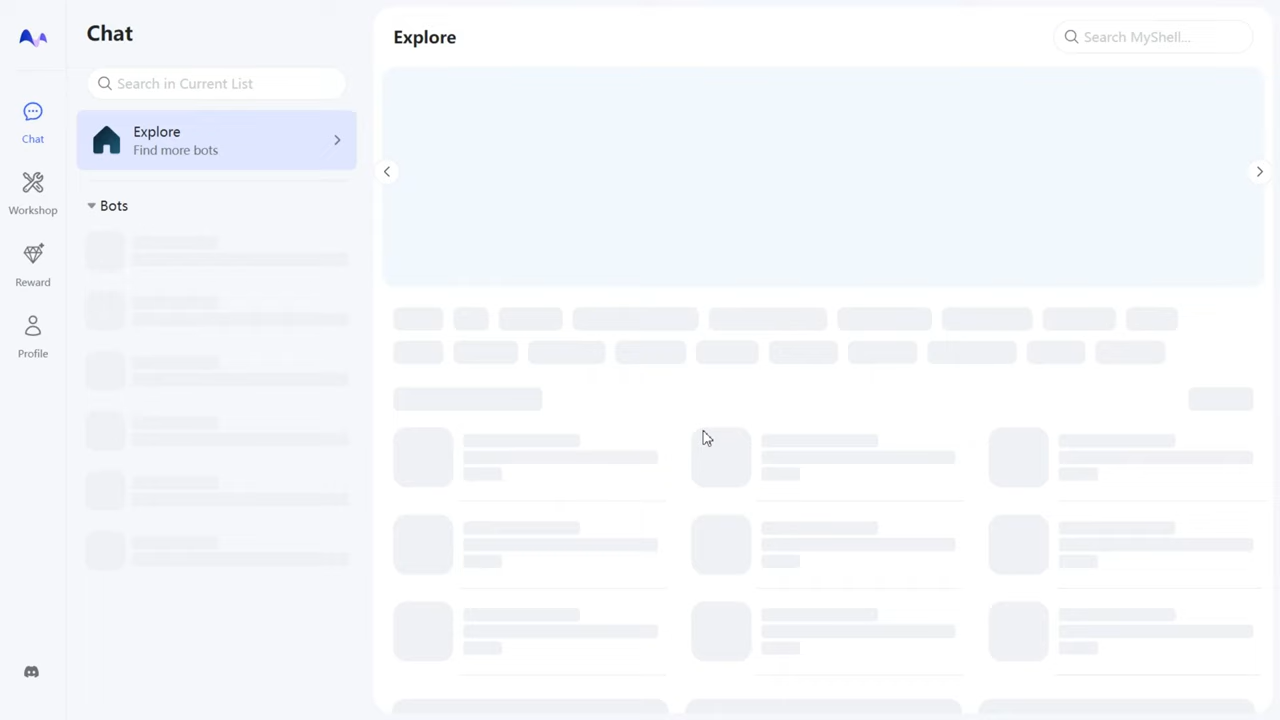 Chat
Search in Current List
Explore
Find more bots
Bots
Chat
Workshop
Reward
Profile
Explore
Search MyShell...